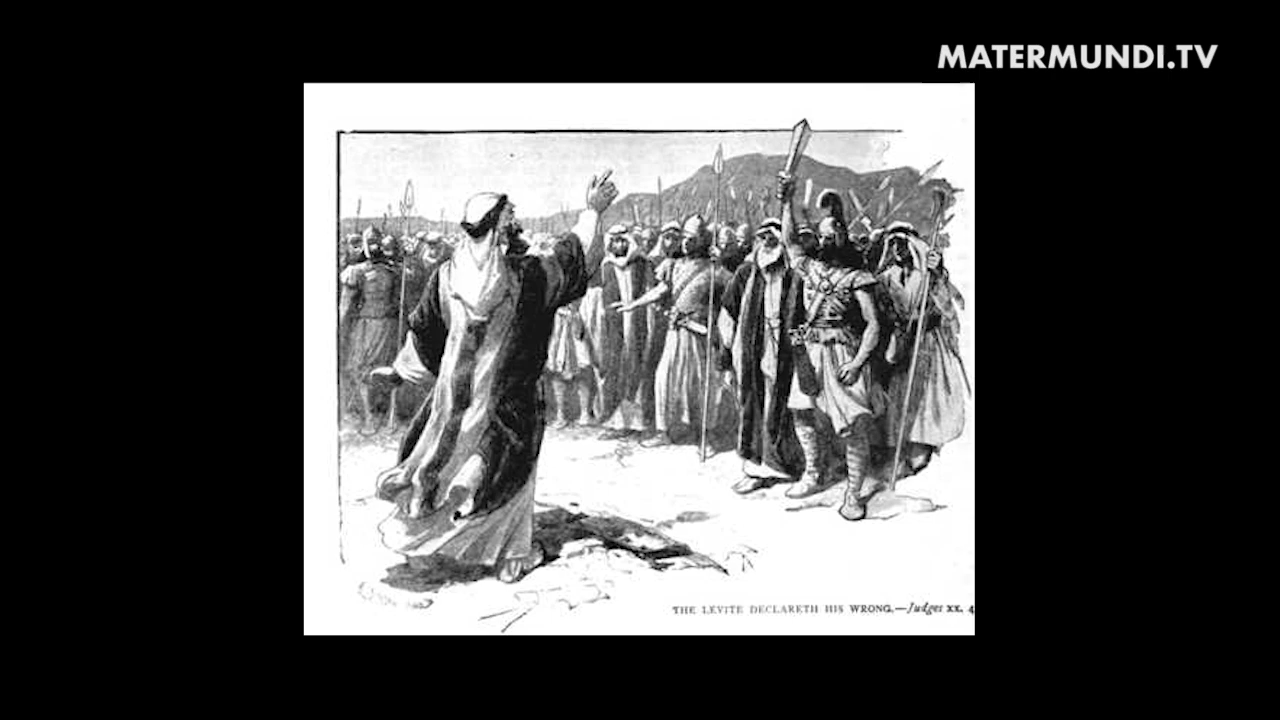 MATERMUNDI.TV
THE LEVITE DECLARETH HIS WRONG.—Judges XX. 4